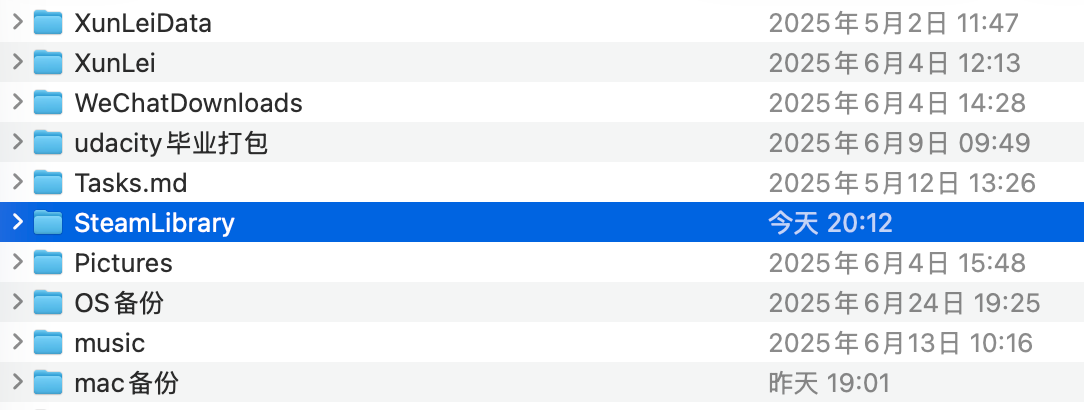 XunLeiData 2025年5月2日 11:47
XunLei 2025年6月4日 12:13
WeChatDownloads 2025年6月4日 14:28
udacity毕业打包 2025年6月9日 09:49
Tasks.md 2025年5月12日 13:26
SteamLibrary 今天 20:12
Pictures 2025年6月4日 15:48
OS备份 2025年6月24日 19:25
music 2025年6月13日 10:16
mac备份 昨天 19:01